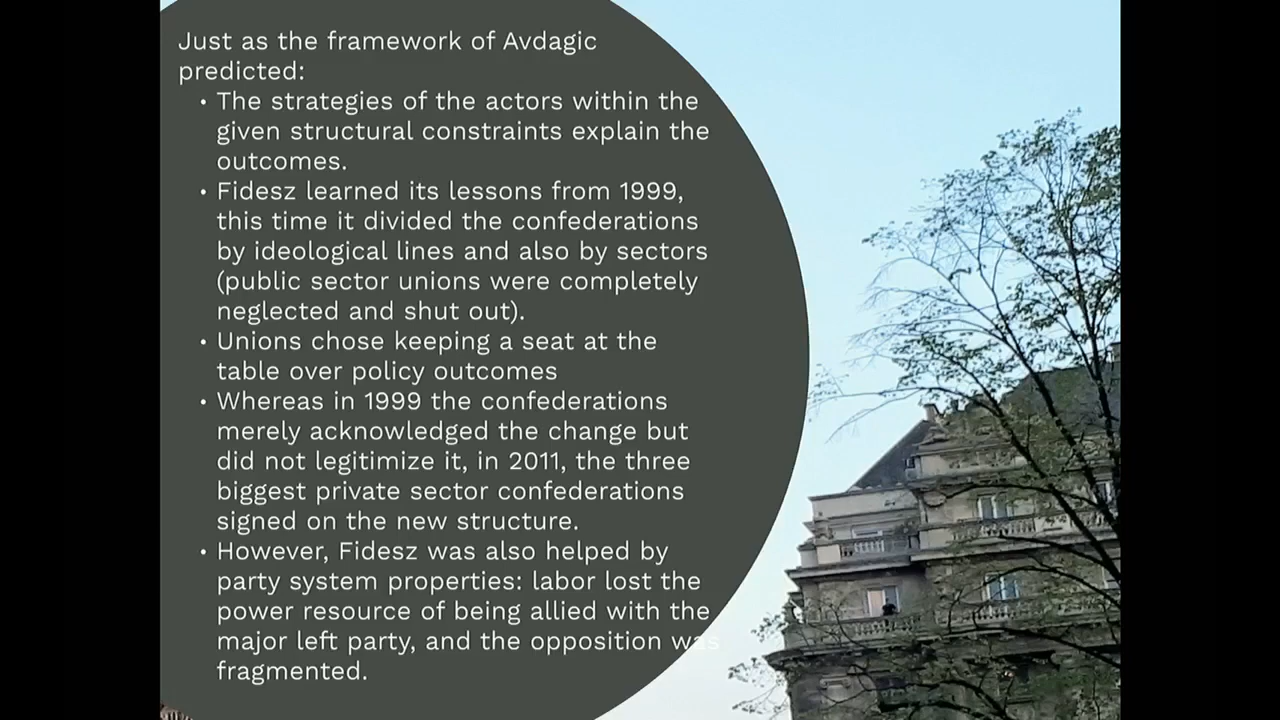 Just as the framework of Avdagic
predicted:
• The strategies of the actors within the
given structural constraints explain the
outcomes.
• Fidesz learned its lessons from 1999,
this time it divided the confederations
by ideological lines and also by sectors
(public sector unions were completely
neglected and shut out).
• Unions chose keeping a seat at the
table over policy outcomes
• Whereas in 1999 the confederations
merely acknowledged the change but
did not legitimize it, in 2011, the three
biggest private sector confederations
signed on the new structure.
• However, Fidesz was also helped by
party system properties: labor lost the
power resource of being allied with the
major left party, and the opposition was
fragmented.